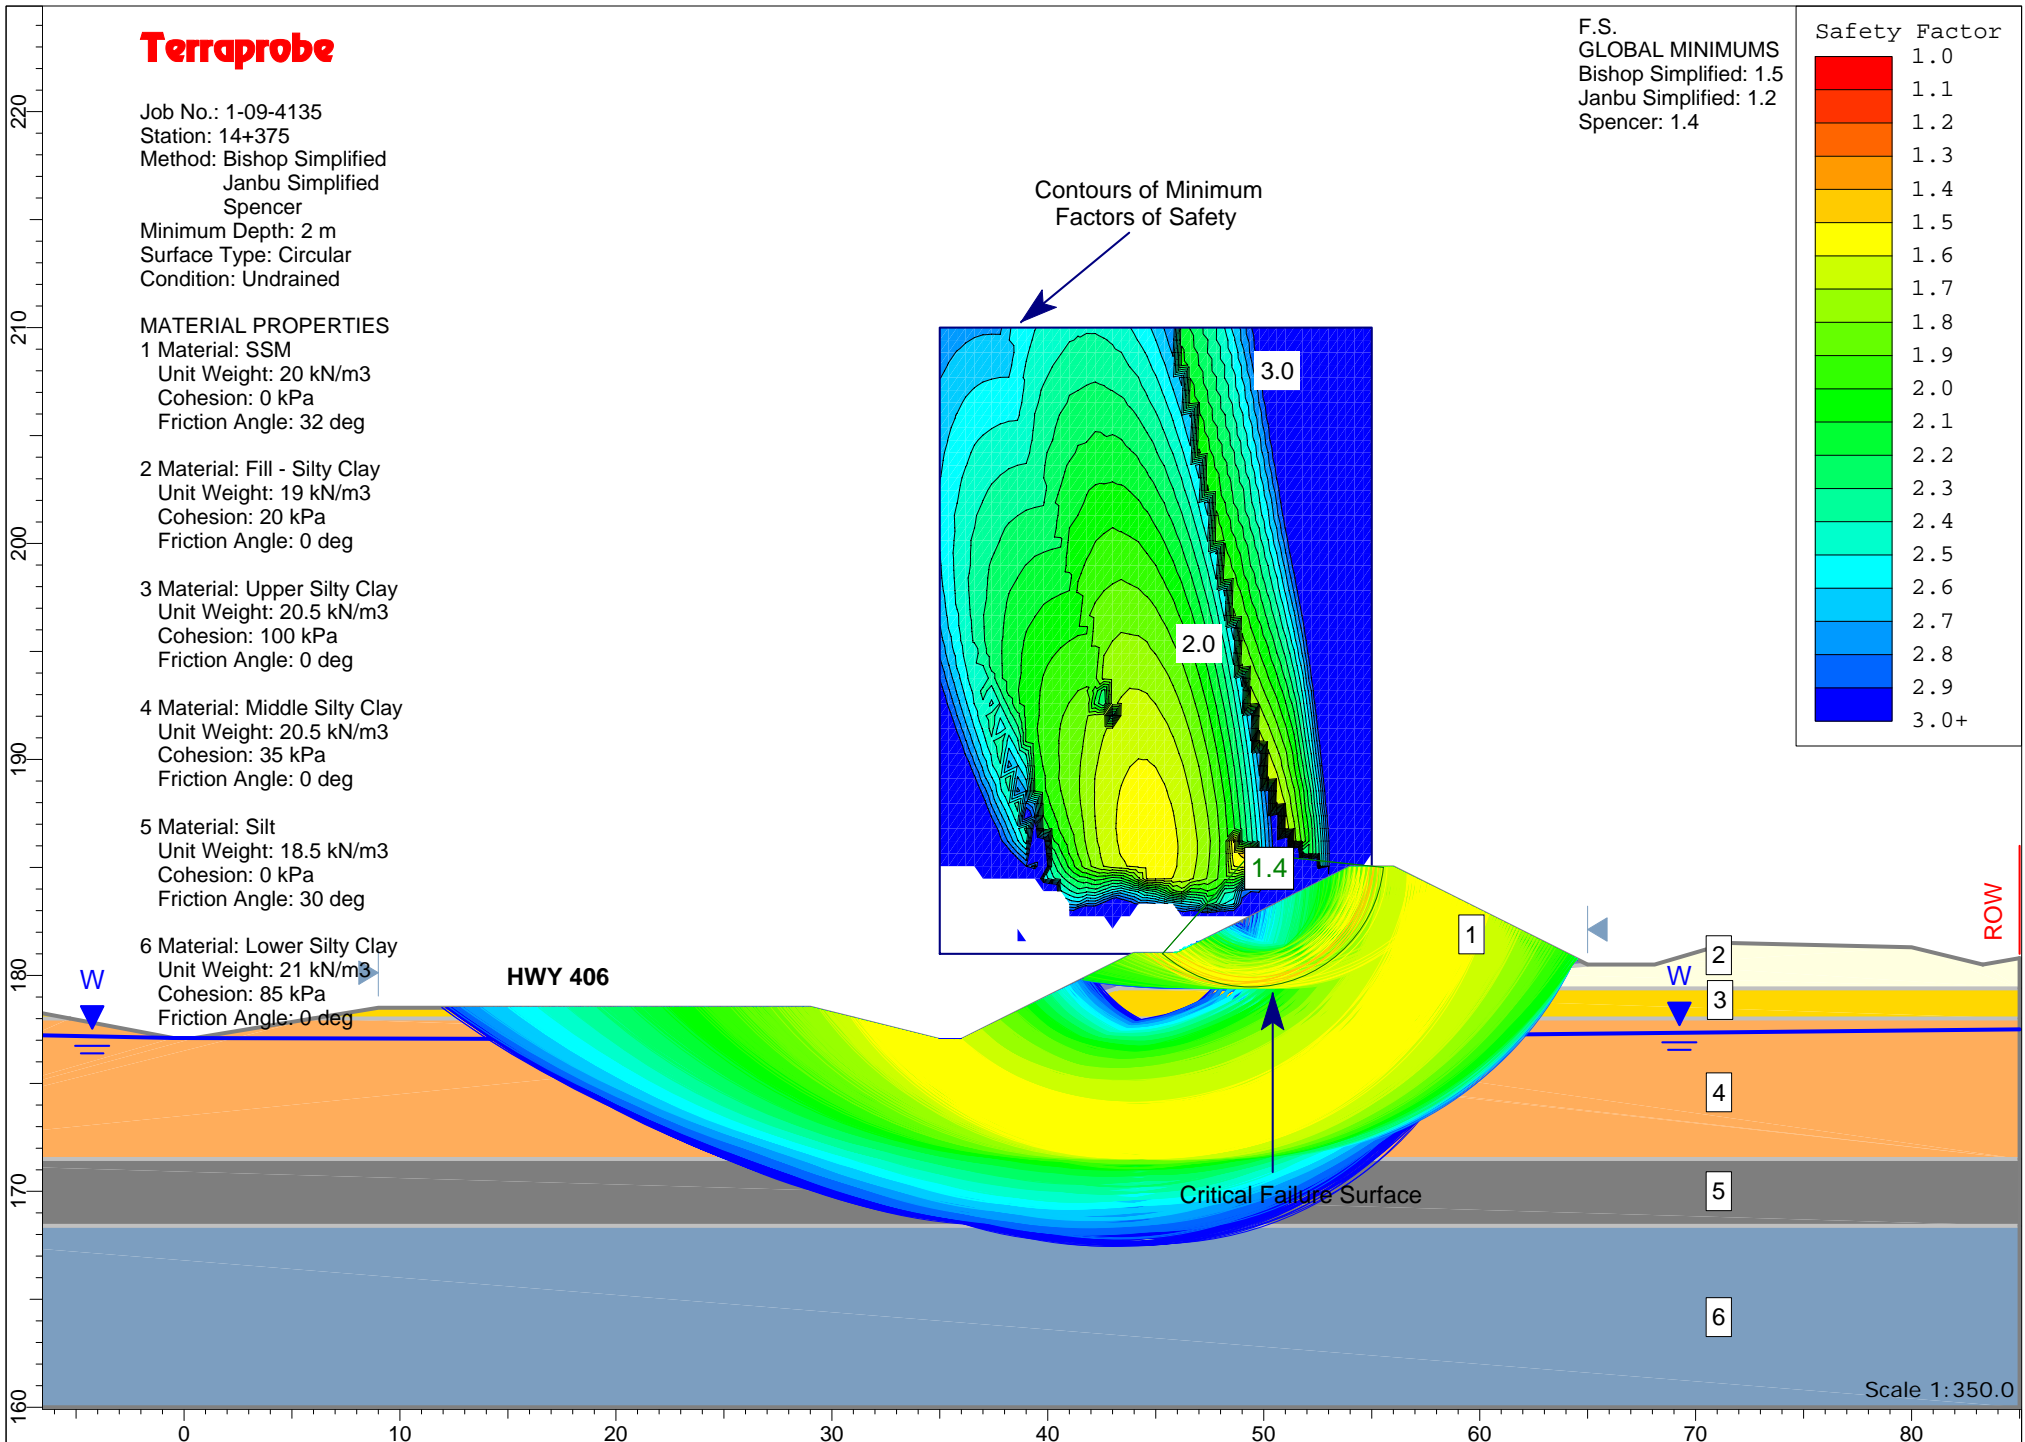 Terraprobe
Job No.: 1-09-4135
Station: 14+375
Method: Bishop Simplified
Janbu Simplified
Spencer
Minimum Depth: 2 m
Surface Type: Circular
Condition: Undrained
MATERIAL PROPERTIES
1 Material: SSM
Unit Weight: 20 kN/m3
Cohesion: 0 kPa
Friction Angle: 32 deg
2 Material: Fill - Silty Clay
Unit Weight: 19 kN/m3
Cohesion: 20 kPa
Friction Angle: 0 deg
3 Material: Upper Silty Clay
Unit Weight: 20.5 kN/m3
Cohesion: 100 kPa
Friction Angle: 0 deg
4 Material: Middle Silty Clay
Unit Weight: 20.5 kN/m3
Cohesion: 35 kPa
Friction Angle: 0 deg
5 Material: Silt
Unit Weight: 18.5 kN/m3
Cohesion: 0 kPa
Friction Angle: 30 deg
6 Material: Lower Silty Clay
Unit Weight: 21 kN/m3
Cohesion: 85 kPa
Friction Angle: 0 deg
F.S.
GLOBAL MINIMUMS
Bishop Simplified: 1.5
Janbu Simplified: 1.2
Spencer: 1.4
Safety Factor
1.0
1.1
1.2
1.3
1.4
1.5
1.6
1.7
1.8
1.9
2.0
2.1
2.2
2.3
2.4
2.5
2.6
2.7
2.8
2.9
3.0+
Contours of Minimum
Factors of Safety
3.0
2.0
1.4
HWY 406
W
W
ROW
1
2
3
4
5
6
Critical Failure Surface
Scale 1:350.0
220
210
200
190
180
170
160
0
10
20
30
40
50
60
70
80